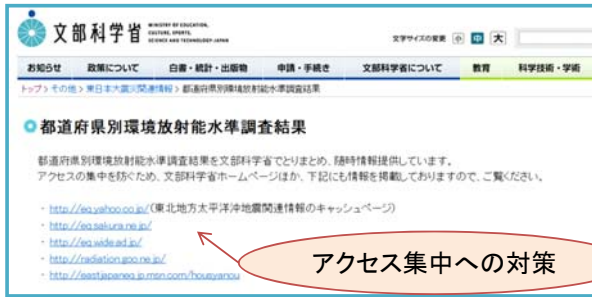 文部科学省 MINISTRY OF EDUCATION,
CULTURE, SPORTS,
SCIENCE AND TECHNOLOGY-JAPAN
文字サイズの変更 小 中 大
お知らせ 政策について 白書・統計・出版物 申請・手続き 文部科学省について 教育 科学技術・学術
トップ > その他 > 東日本大震災関連情報 > 都道府県別環境放射能水準調査結果
都道府県別環境放射能水準調査結果
都道府県別環境放射能水準調査結果を文部科学省でとりまとめ、随時情報提供しています。
アクセスの集中を防ぐため、文部科学省ホームページほか、下記にも情報を掲載しておりますので、ご覧ください。
・http://eq.yahoo.co.jp/(東北地方太平洋沖地震関連情報のキャッシュページ)
・http://eq.sakura.ne.jp/
・http://eq.wide.ad.jp/
・http://radiation.goo.ne.jp/
・http://eastjapaneq.jp.msn.com/housyanou
アクセス集中への対策